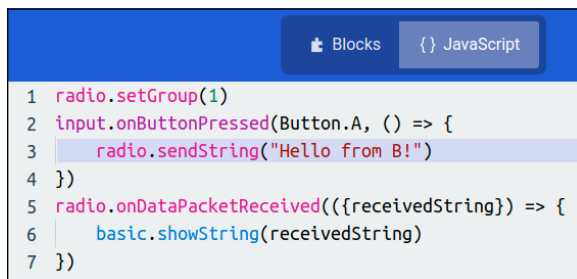 Blocks { } JavaScript
1 radio.setGroup(1)
2 input.onButtonPressed(Button.A, () => {
3     radio.sendString("Hello from B!")
4 })
5 radio.onDataPacketReceived(({receivedString}) => {
6     basic.showString(receivedString)
7 })